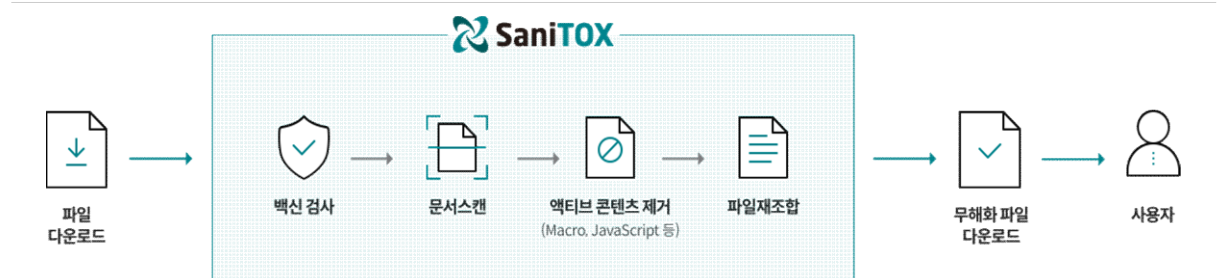 SaniTOX
파일
다운로드
백신 검사
문서스캔
액티브 콘텐츠 제거
(Macro, JavaScript 등)
파일재조합
무해화 파일
다운로드
사용자